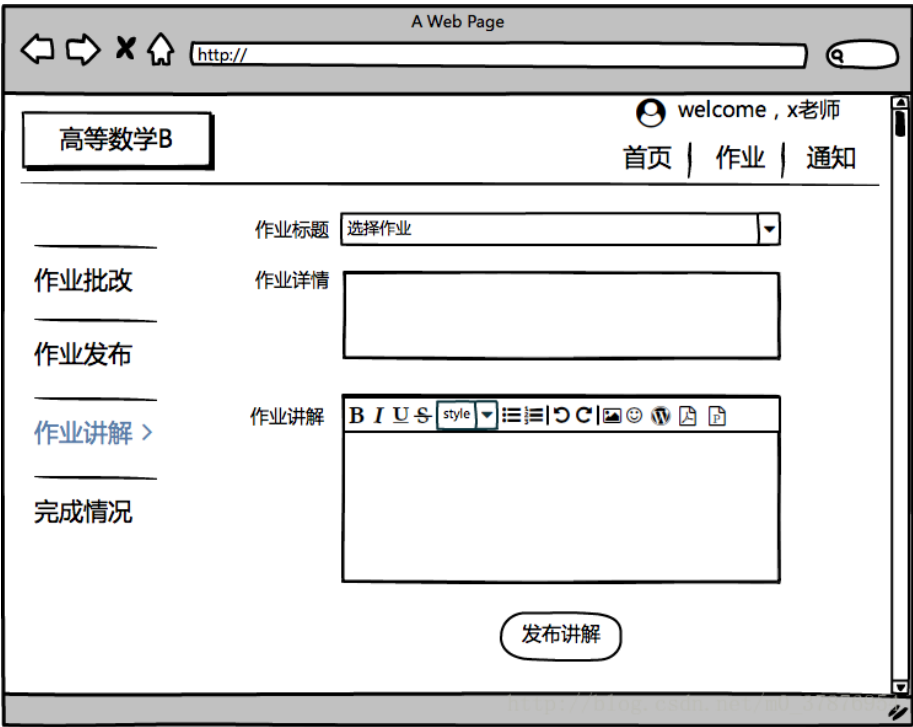 A Web Page
http://
welcome，x老师
高等数学B
首页 作业 通知
作业标题 选择作业
作业批改
作业详情
作业发布
作业讲解 B I U S style
作业讲解 >
完成情况
发布讲解